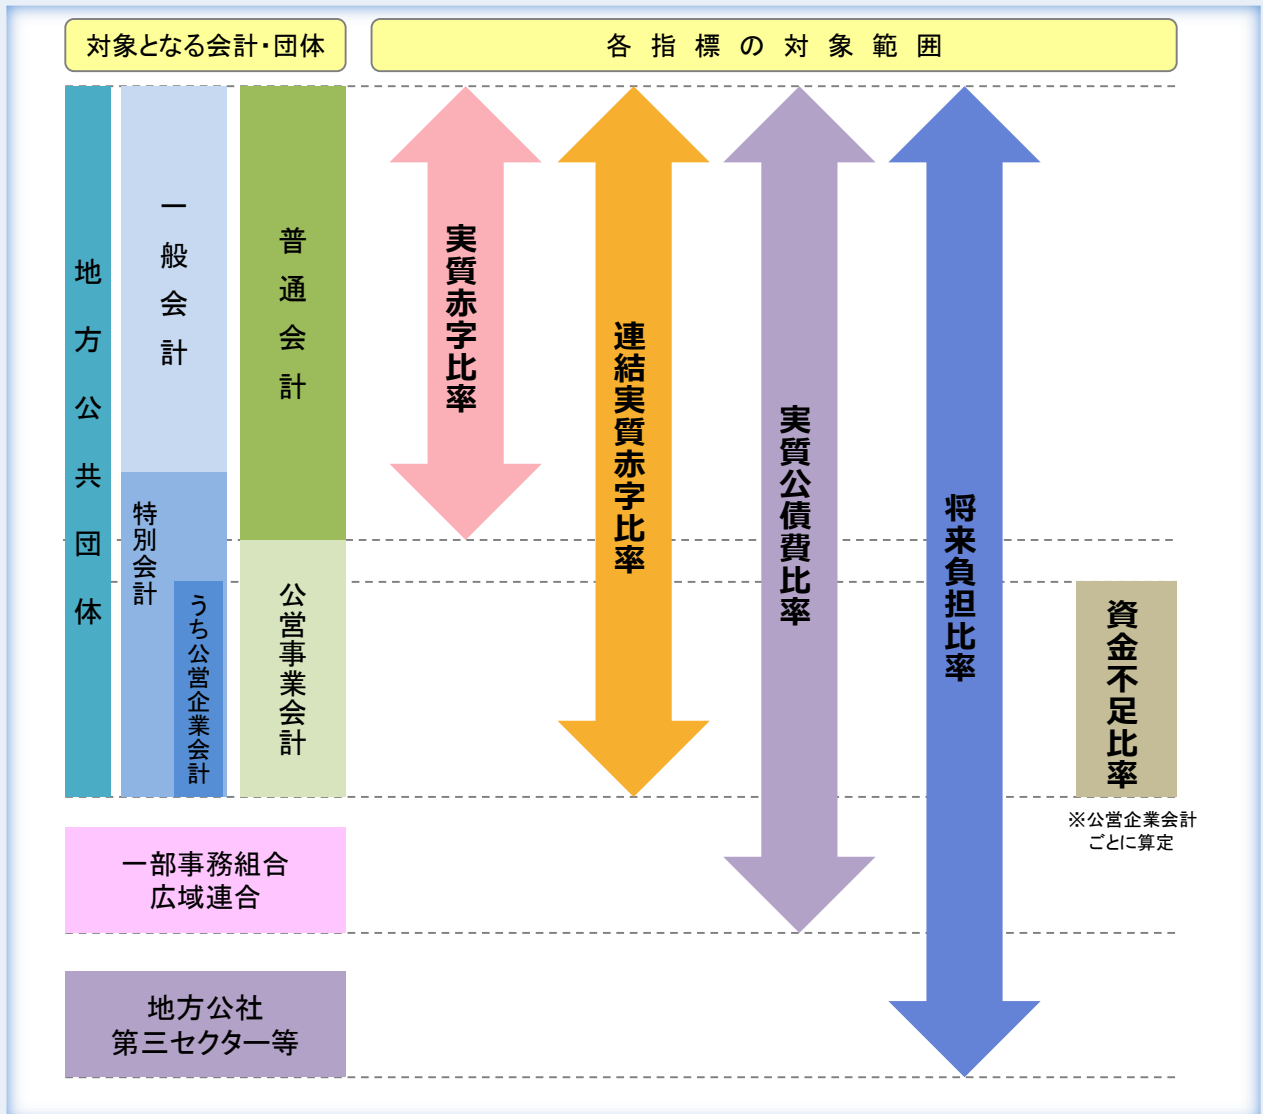 対象となる会計・団体
各指標の対象範囲
地方公共団体
一般会計
普通会計
特別会計
うち公営企業会計
公営事業会計
実質赤字比率
連結実質赤字比率
実質公債費比率
将来負担比率
資金不足比率
※公営企業会計
ごとに算定
一部事務組合
広域連合
地方公社
第三セクター等